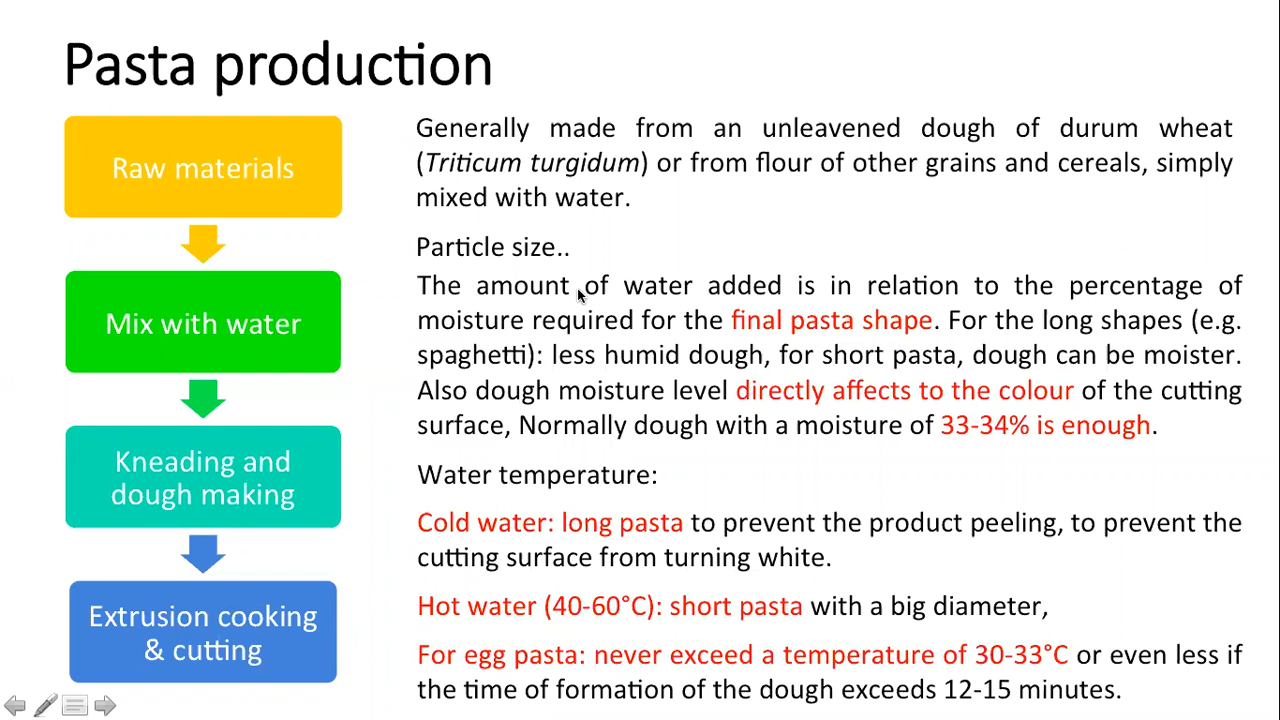 Pasta production
Raw materials
Mix with water
Kneading and
dough making
Extrusion cooking
& cutting
Generally made from an unleavened dough of durum wheat
(Triticum turgidum) or from flour of other grains and cereals, simply
mixed with water.
Particle size..
The amount of water added is in relation to the percentage of
moisture required for the final pasta shape. For the long shapes (e.g.
spaghetti): less humid dough, for short pasta, dough can be moister.
Also dough moisture level directly affects to the colour of the cutting
surface, Normally dough with a moisture of 33-34% is enough.
Water temperature:
Cold water: long pasta to prevent the product peeling, to prevent the
cutting surface from turning white.
Hot water (40-60°C): short pasta with a big diameter,
For egg pasta: never exceed a temperature of 30-33°C or even less if
the time of formation of the dough exceeds 12-15 minutes.